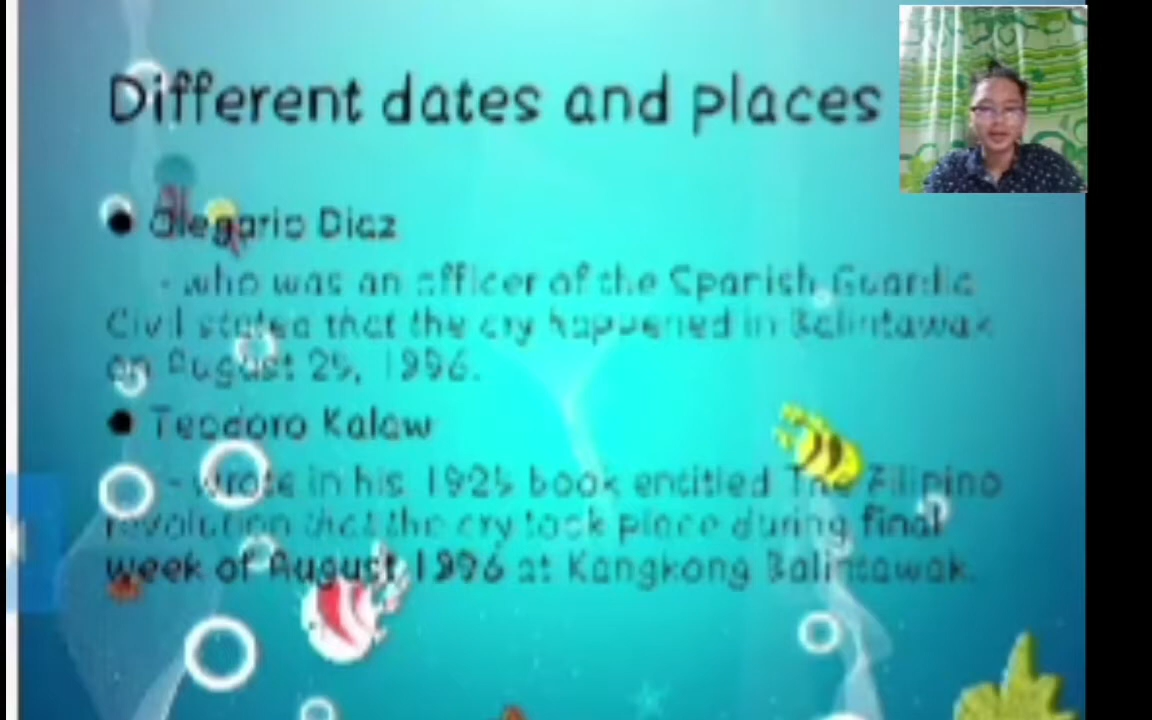 Different dates and places
● Olegario Diaz
- who was an officer of the Spanish Guardia
Civil stated that the cry happened in Balintawak
on August 25, 1996.
● Teodoro Kalaw
- wrote in his 1925 book entitled The Filipino
revolution that the cry took place during final
week of August 1996 at Kangkong Balintawak.